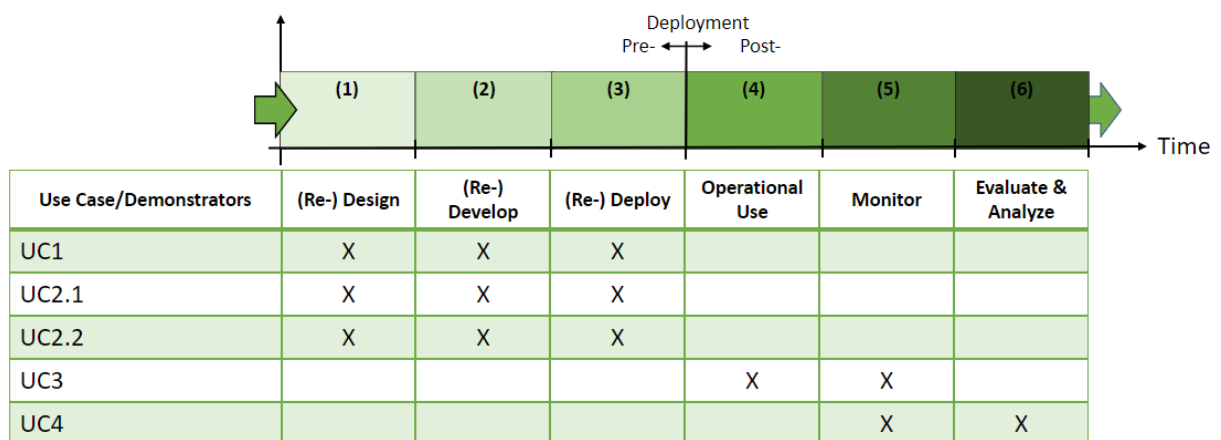 Deployment
Pre- Post-
(1) (2) (3) (4) (5) (6)
Time
Use Case/Demonstrators (Re-) Design (Re-) Develop (Re-) Deploy Operational Use Monitor Evaluate & Analyze
UC1 X X X
UC2.1 X X X
UC2.2 X X X
UC3 X X
UC4 X X